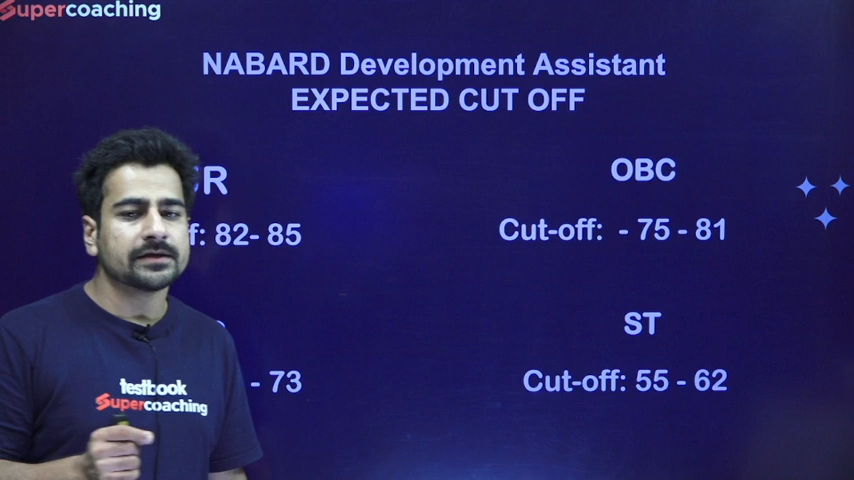 Supercoaching
NABARD Development Assistant
EXPECTED CUT OFF
UR
OBC
f: 82- 85
Cut-off:  - 75 - 81
ST
- 73
Cut-off: 55 - 62
testbook
Supercoaching